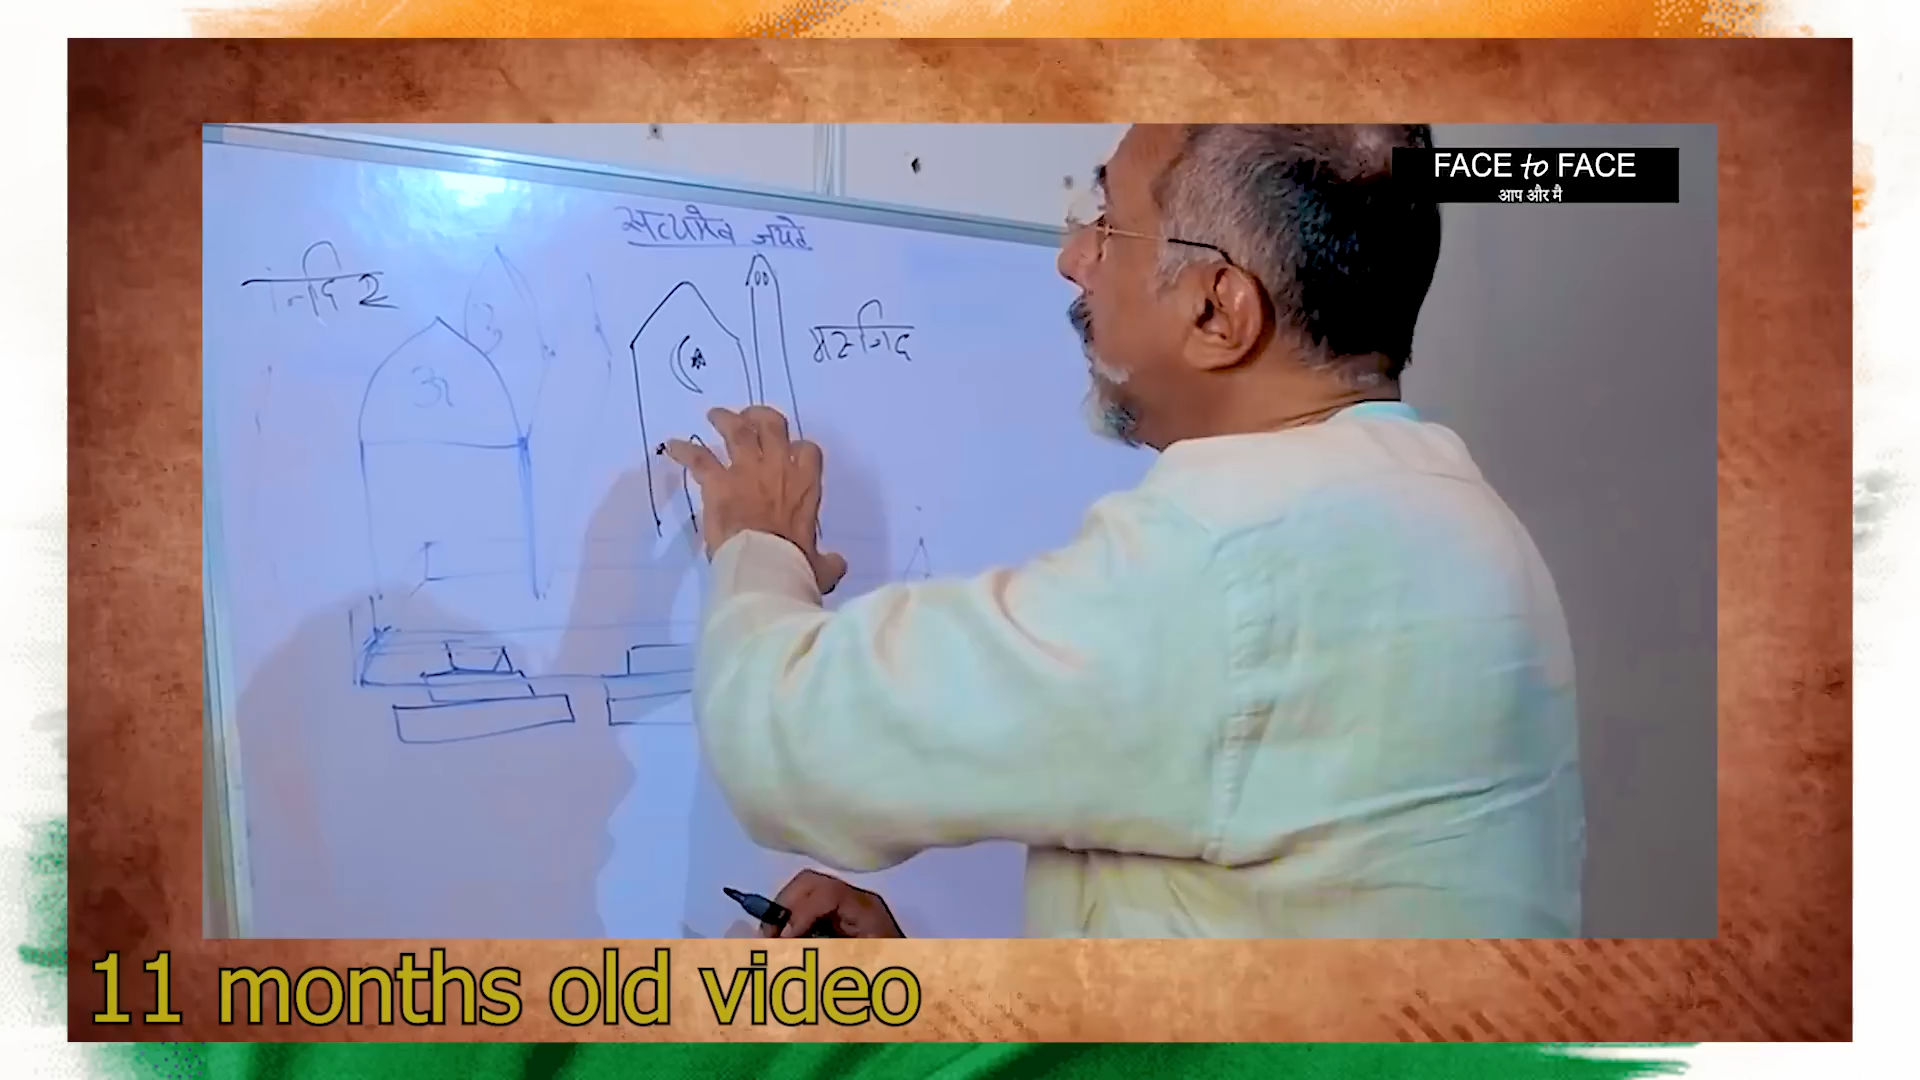 FACE to FACE
आप और मै
सत्यमेव जयते
मंदिर
मस्जिद
ॐ
ॐ
11 months old video